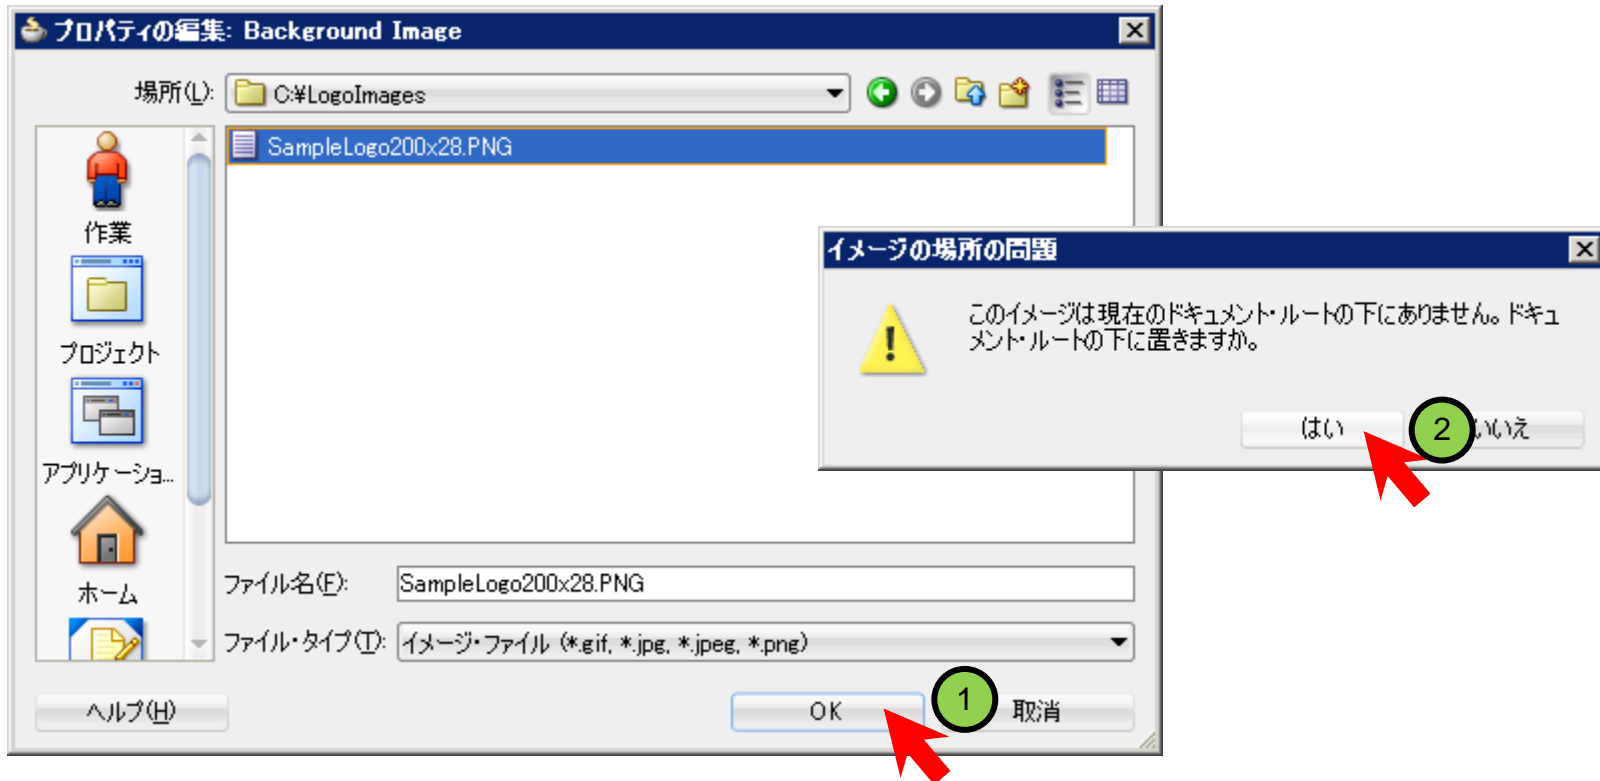 プロパティの編集: Background Image
場所(L): C:¥LogoImages
SampleLogo200x28.PNG
作業
プロジェクト
アプリケーショ...
ホーム
ファイル名(F): SampleLogo200x28.PNG
ファイル・タイプ(T): イメージ・ファイル (*.gif, *.jpg, *.jpeg, *.png)
ヘルプ(H)
OK
1
取消
イメージの場所の問題
このイメージは現在のドキュメント・ルートの下にありません。ドキュ
メント・ルートの下に置きますか。
はい
2
いいえ